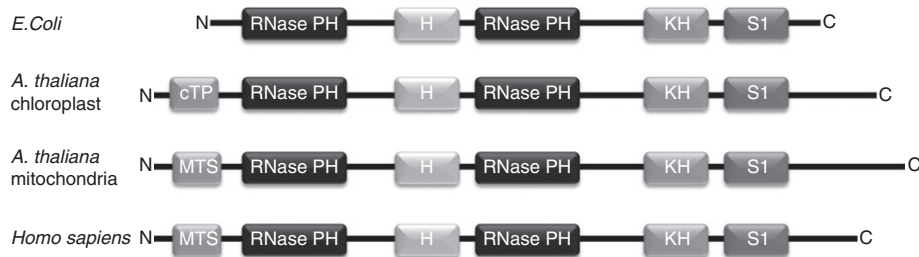 E.Coli N RNase PH H RNase PH KH S1 C
A. thaliana
chloroplast N cTP RNase PH H RNase PH KH S1 C
A. thaliana
mitochondria N MTS RNase PH H RNase PH KH S1 C
Homo sapiens N MTS RNase PH H RNase PH KH S1 C